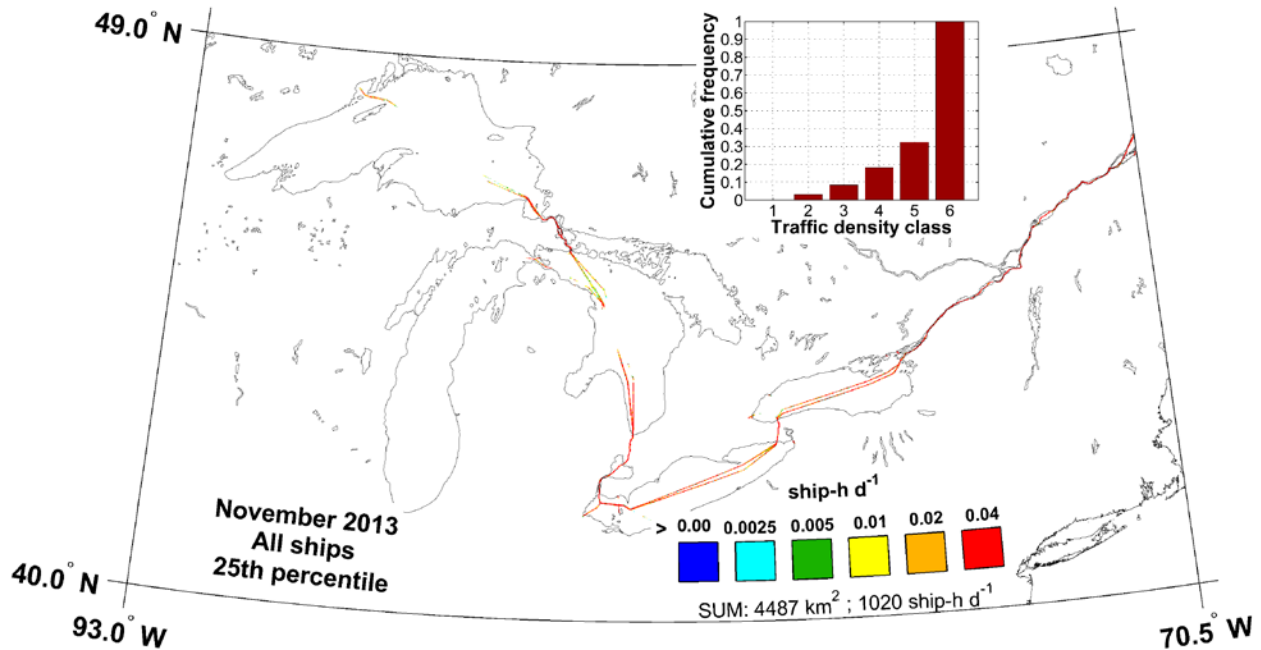 49.0° N
1
0.9
0.8
0.7
0.6
0.5
0.4
0.3
0.2
0.1
0
Cumulative frequency
1 2 3 4 5 6
Traffic density class
November 2013
All ships
25th percentile
ship-h d⁻¹
> 0.00 0.0025 0.005 0.01 0.02 0.04
SUM: 4487 km² ; 1020 ship-h d⁻¹
40.0° N
93.0° W
70.5° W